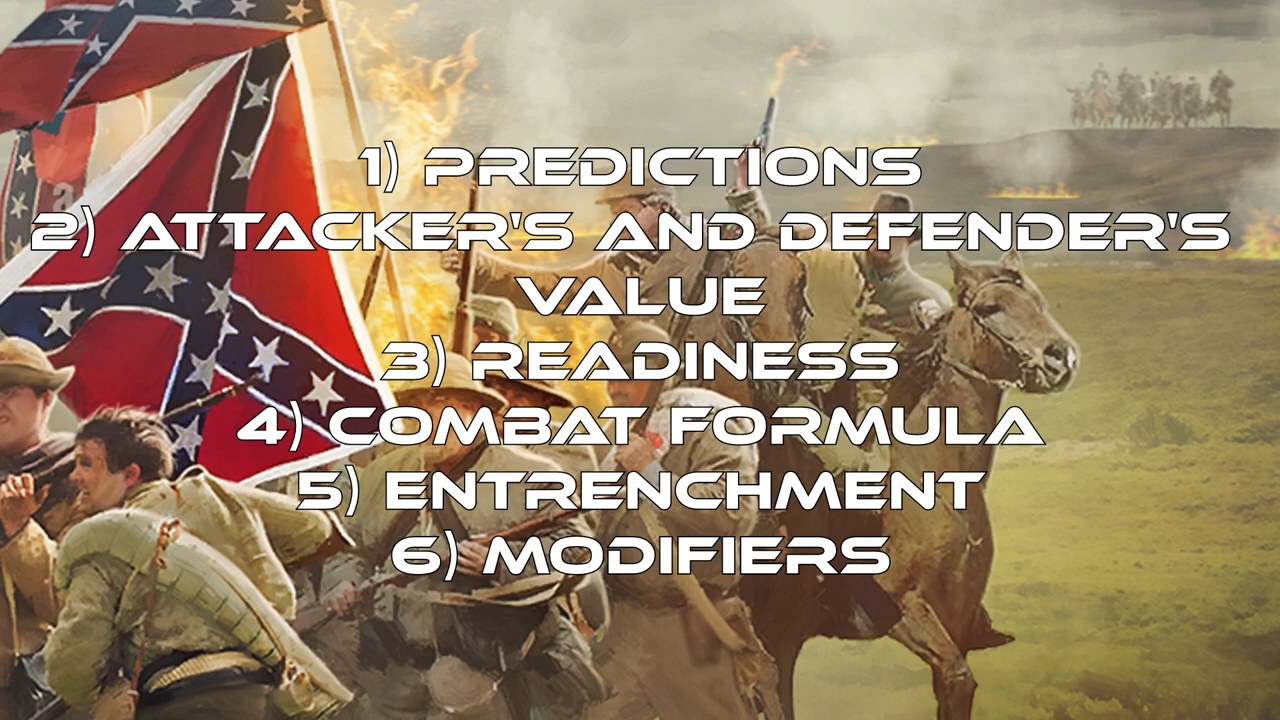 1) PREDICTIONS
2) ATTACKER'S AND DEFENDER'S
VALUE
3) READINESS
4) COMBAT FORMULA
5) ENTRENCHMENT
6) MODIFIERS